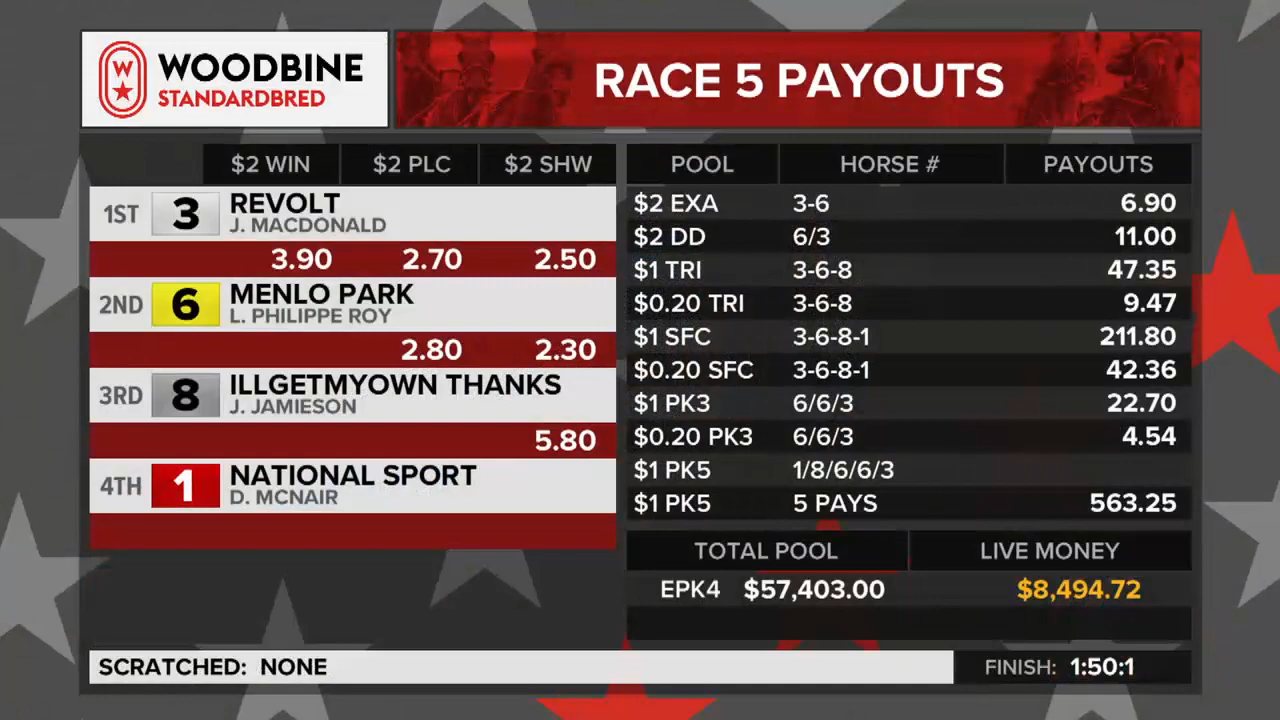 W
WOODBINE
STANDARDBRED
RACE 5 PAYOUTS
$2 WIN $2 PLC $2 SHW
1ST 3 REVOLT
J. MACDONALD
3.90 2.70 2.50
2ND 6 MENLO PARK
L. PHILIPPE ROY
2.80 2.30
3RD 8 ILLGETMYOWN THANKS
J. JAMIESON
5.80
4TH 1 NATIONAL SPORT
D. MCNAIR
POOL HORSE # PAYOUTS
$2 EXA 3-6 6.90
$2 DD 6/3 11.00
$1 TRI 3-6-8 47.35
$0.20 TRI 3-6-8 9.47
$1 SFC 3-6-8-1 211.80
$0.20 SFC 3-6-8-1 42.36
$1 PK3 6/6/3 22.70
$0.20 PK3 6/6/3 4.54
$1 PK5 1/8/6/6/3
$1 PK5 5 PAYS 563.25
TOTAL POOL LIVE MONEY
EPK4 $57,403.00 $8,494.72
SCRATCHED: NONE
FINISH: 1:50:1